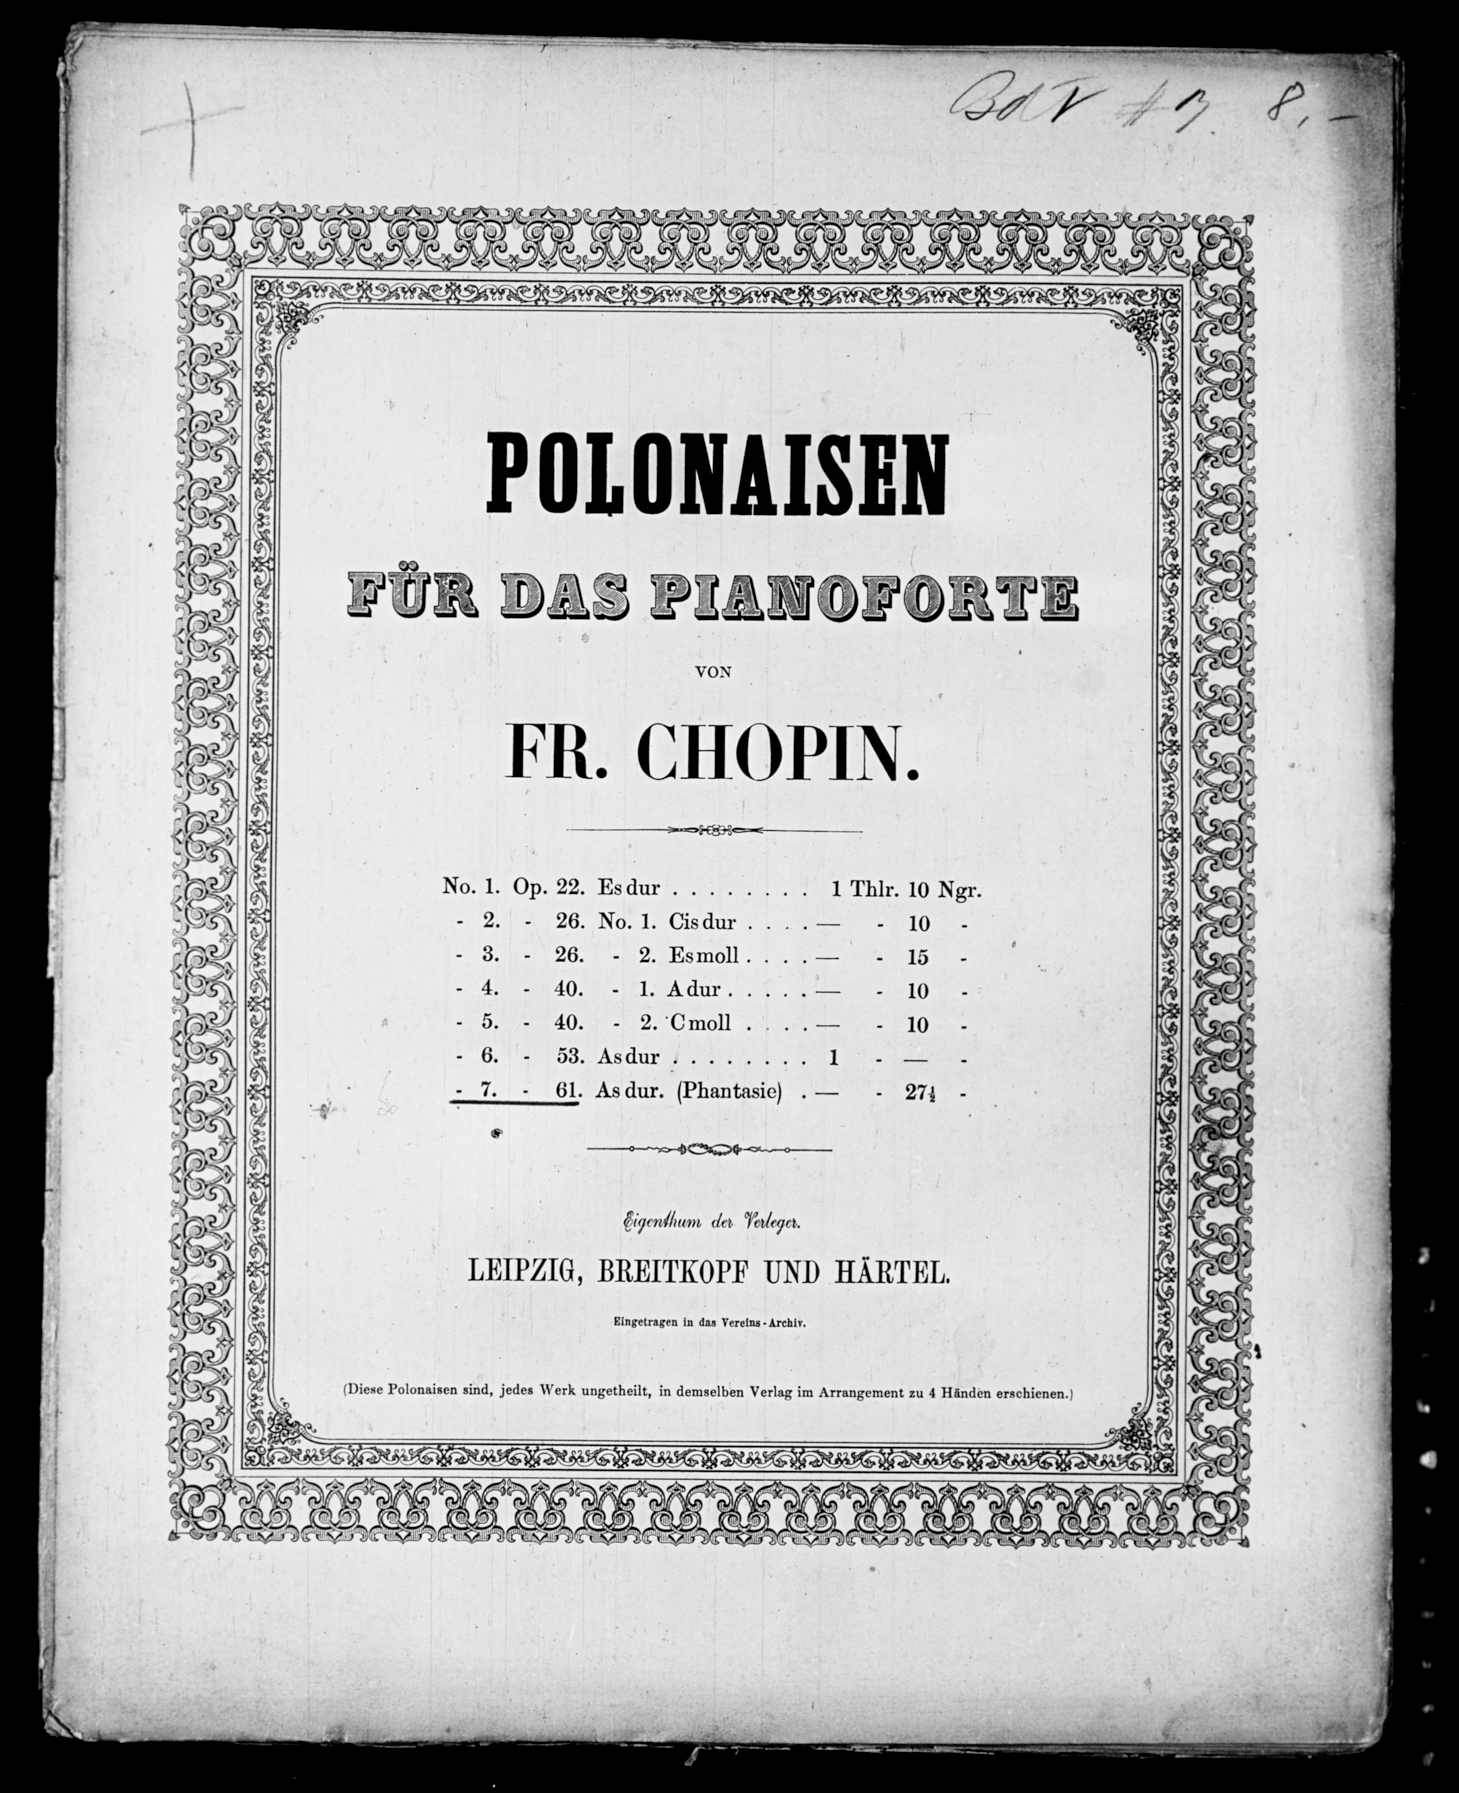 8,-
POLONAISEN
FÜR DAS PIANOFORTE
VON
FR. CHOPIN.
No. 1. Op. 22. Es dur . . . . . . . . 1 Thlr. 10 Ngr.
- 2. - 26. No. 1. Cis dur . . . . — - 10 -
- 3. - 26. - 2. Es moll . . . . — - 15 -
- 4. - 40. - 1. A dur . . . . . — - 10 -
- 5. - 40. - 2. C moll . . . . — - 10 -
- 6. - 53. As dur . . . . . . . . 1 - — -
- 7. - 61. As dur. (Phantasie) . — - 27½ -
Eigenthum der Verleger.
LEIPZIG, BREITKOPF UND HÄRTEL.
Eingetragen in das Vereins-Archiv.
(Diese Polonaisen sind, jedes Werk ungetheilt, in demselben Verlag im Arrangement zu 4 Händen erschienen.)